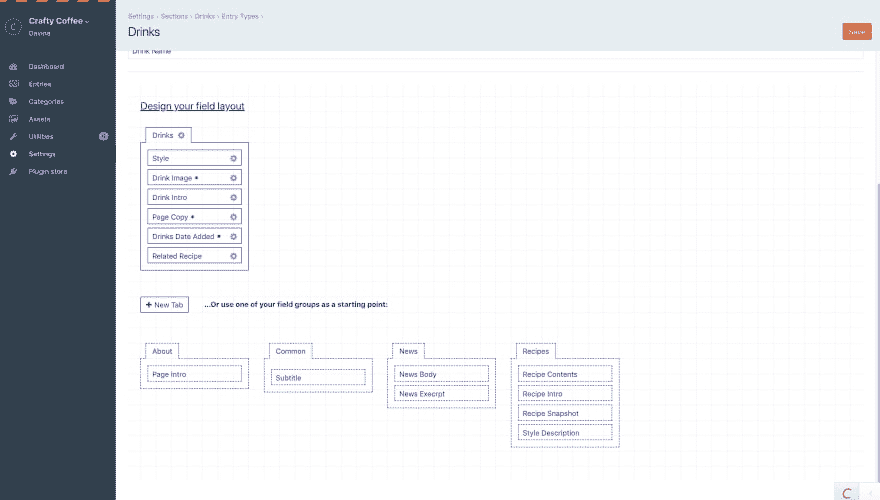 Crafty Coffee
Settings › Sections › Drinks › Entry Types ›
Drinks
Save
Drink Name
Dashboard
Entries
Categories
Assets
Utilities
Settings
Plugin store
Design your field layout
Drinks
Style
Drink Image
Drink Intro
Page Copy
Drinks Date Added
Related Recipe
+ New Tab
...Or use one of your field groups as a starting point:
About
Page Intro
Common
Subtitle
News
News Body
News Execrpt
Recipes
Recipe Contents
Recipe Intro
Recipe Snapshot
Style Description